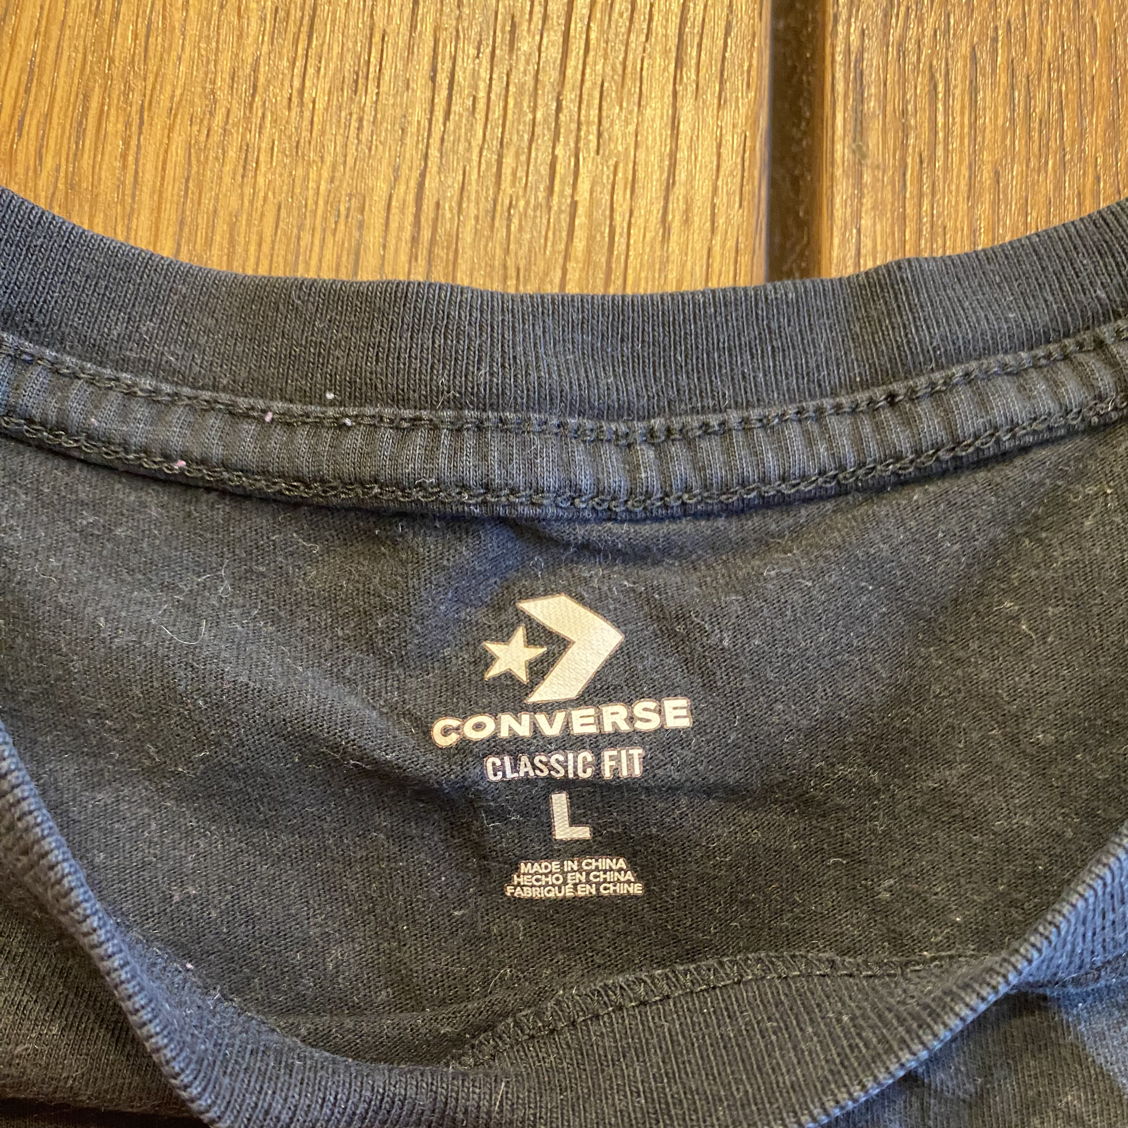 CONVERSE
CLASSIC FIT
L
MADE IN CHINA
HECHO EN CHINA
FABRIQUÉ EN CHINE